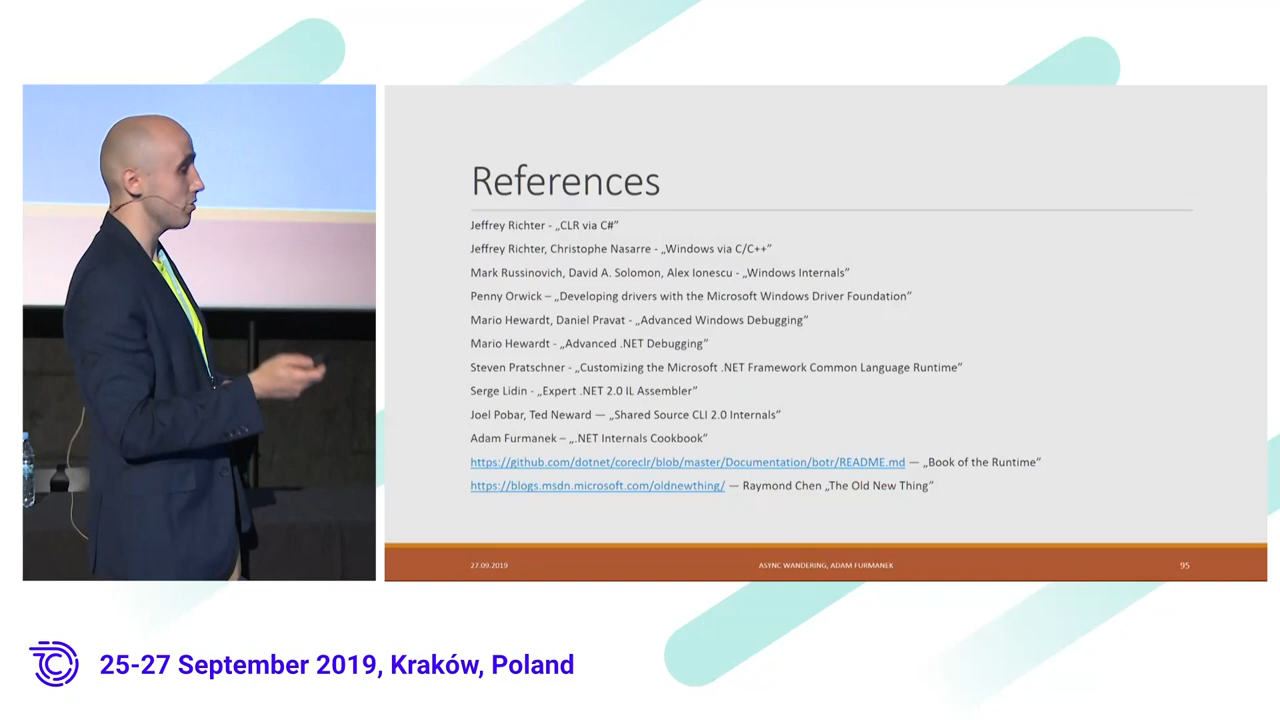 References
Jeffrey Richter - „CLR via C#”
Jeffrey Richter, Christophe Nasarre - „Windows via C/C++”
Mark Russinovich, David A. Solomon, Alex Ionescu - „Windows Internals”
Penny Orwick – „Developing drivers with the Microsoft Windows Driver Foundation”
Mario Hewardt, Daniel Pravat - „Advanced Windows Debugging”
Mario Hewardt - „Advanced .NET Debugging”
Steven Pratschner - „Customizing the Microsoft .NET Framework Common Language Runtime”
Serge Lidin - „Expert .NET 2.0 IL Assembler”
Joel Pobar, Ted Neward — „Shared Source CLI 2.0 Internals”
Adam Furmanek – „.NET Internals Cookbook”
https://github.com/dotnet/coreclr/blob/master/Documentation/botr/README.md — „Book of the Runtime”
https://blogs.msdn.microsoft.com/oldnewthing/ — Raymond Chen „The Old New Thing”
27.09.2019 ASYNC WANDERING, ADAM FURMANEK 95
25-27 September 2019, Kraków, Poland